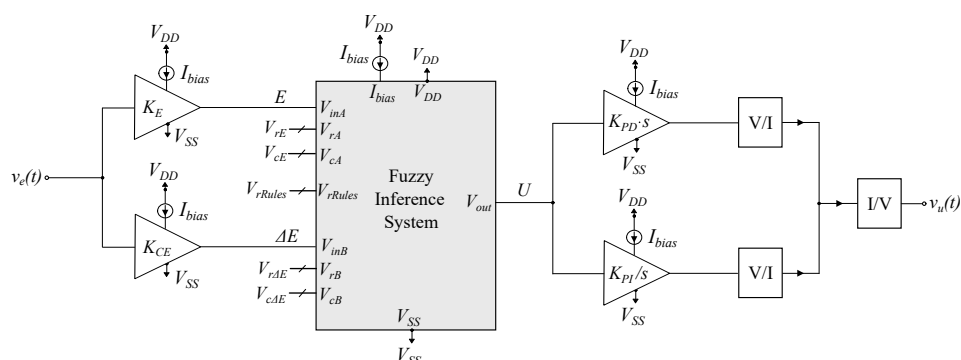 v_e(t)
V_DD
I_bias
K_E
V_SS
E
V_DD
I_bias
K_CE
V_SS
ΔE
V_DD
I_bias
V_DD
I_bias
V_DD
V_inA
V_rE
V_rA
V_cE
V_cA
V_rRules
V_rRules
V_inB
V_rΔE
V_rB
V_cΔE
V_cB
Fuzzy
Inference
System
V_out
V_SS
V_SS
U
V_DD
I_bias
K_PD·s
V_SS
V/I
V_DD
I_bias
K_PI/s
V_SS
V/I
I/V
v_u(t)